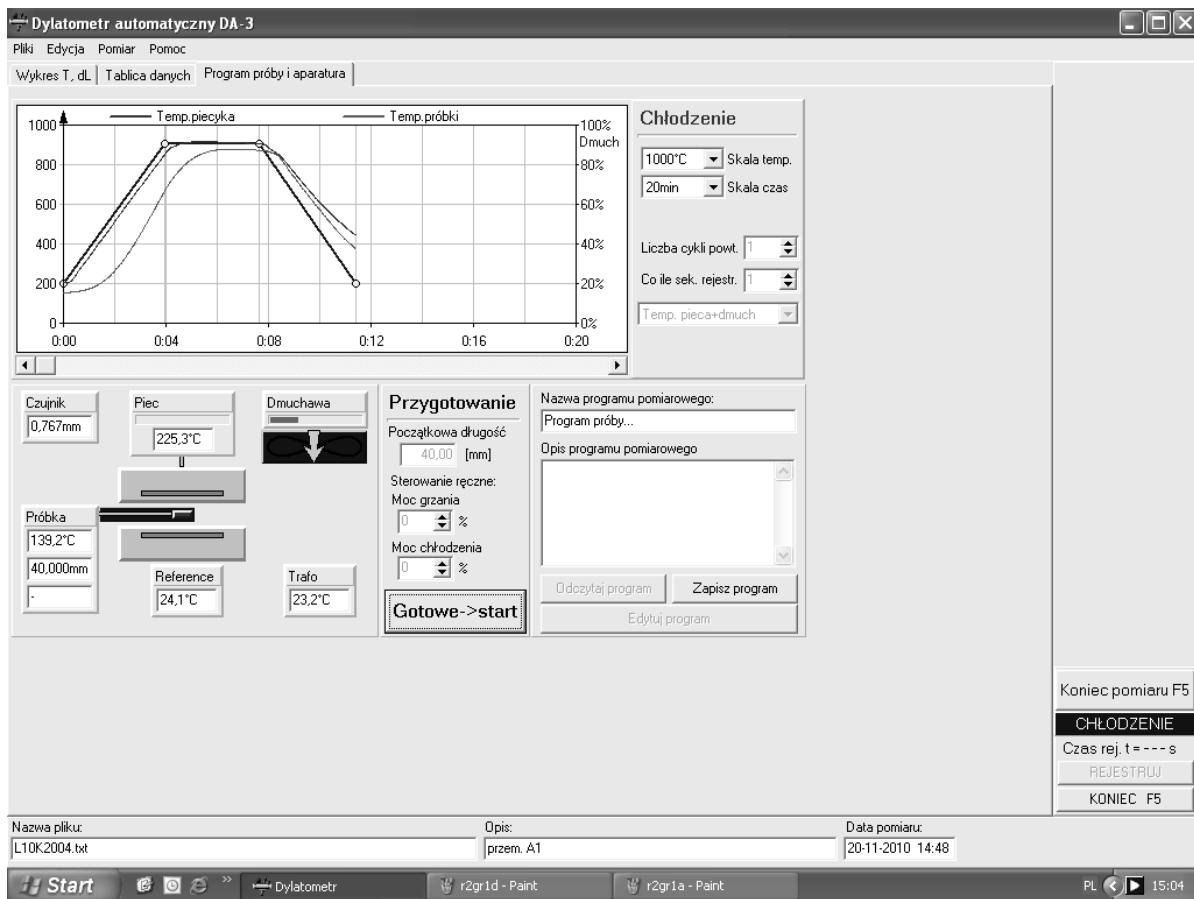 Dylatometr automatyczny DA-3
Pliki Edycja Pomiar Pomoc
Wykres T, dL Tablica danych Program próby i aparatura
Temp.piecyka Temp.próbki
1000
800
600
400
200
0
0:00 0:04 0:08 0:12 0:16 0:20
100%
Dmuch
80%
60%
40%
20%
0%
Chłodzenie
1000°C Skala temp.
20min Skala czas
Liczba cykli powt. 1
Co ile sek. rejestr. 1
Temp. pieca+dmuch
Czujnik
0,767mm
Piec
225,3°C
Dmuchawa
Próbka
139,2°C
40,000mm
-
Reference
24,1°C
Trafo
23,2°C
Przygotowanie
Początkowa długość
40,00 [mm]
Sterowanie ręczne:
Moc grzania
0 %
Moc chłodzenia
0 %
Gotowe->start
Nazwa programu pomiarowego:
Program próby...
Opis programu pomiarowego
Odczytaj program Zapisz program
Edytuj program
Koniec pomiaru F5
CHŁODZENIE
Czas rej. t = - - - s
REJESTRUJ
KONIEC F5
Nazwa pliku: Opis: Data pomiaru:
L10K2004.txt przem. A1 20-11-2010 14:48
Start » Dylatometr r2gr1d - Paint r2gr1a - Paint PL 15:04